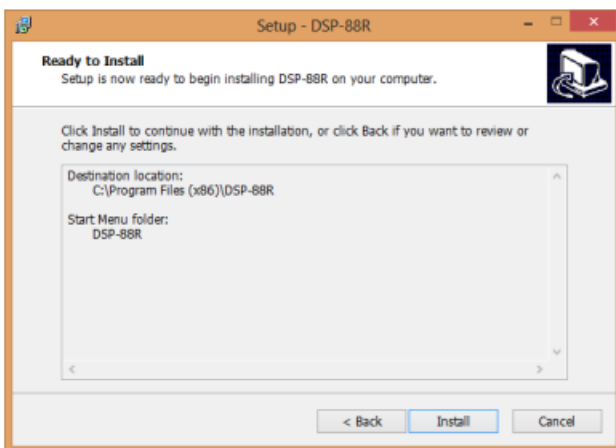 Setup - DSP-88R
Ready to Install
Setup is now ready to begin installing DSP-88R on your computer.
Click Install to continue with the installation, or click Back if you want to review or
change any settings.
Destination location:
C:\Program Files (x86)\DSP-88R
Start Menu folder:
DSP-88R
< Back
Install
Cancel